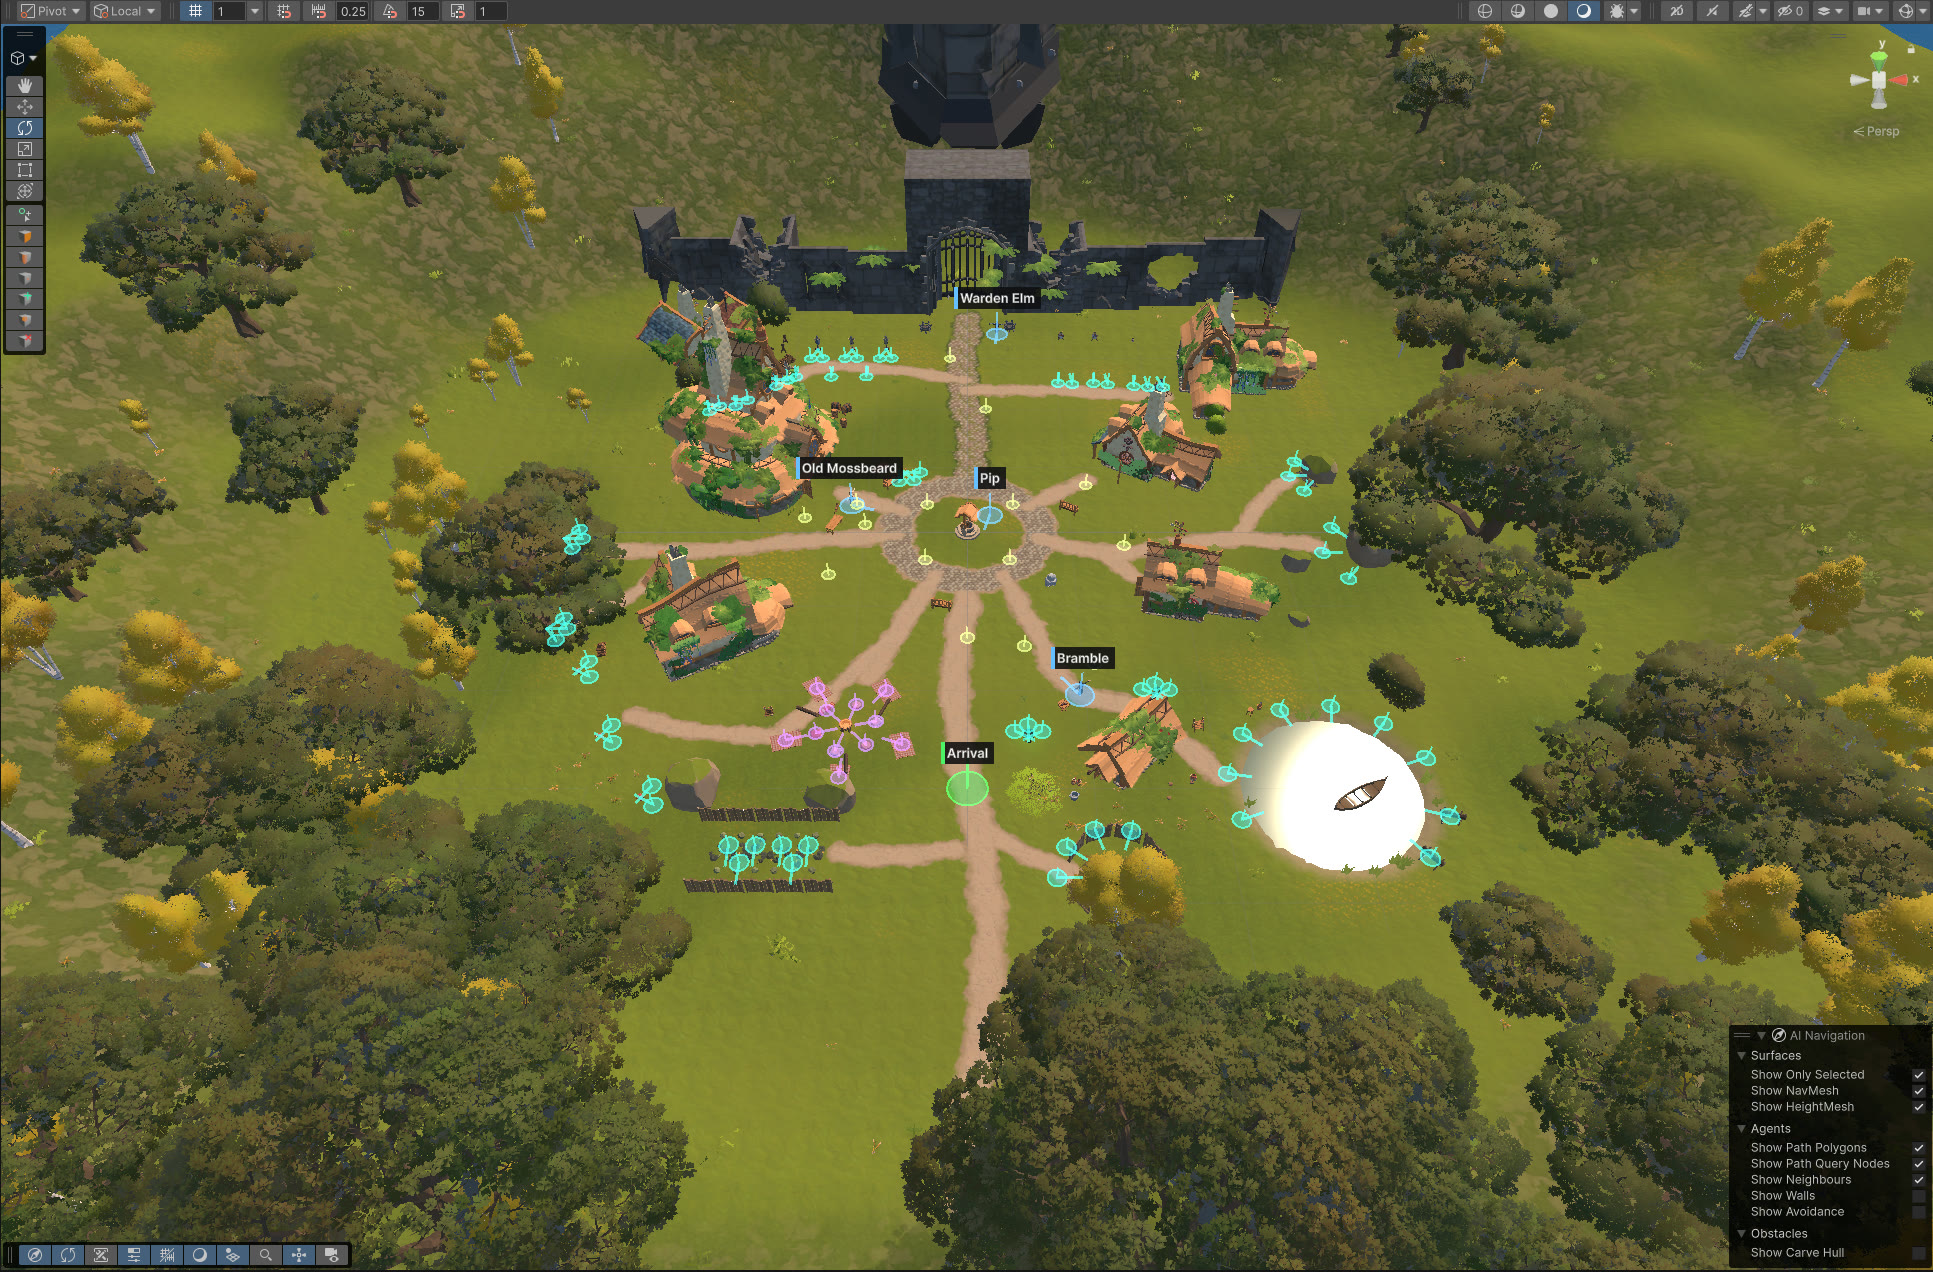 Pivot
Local
1
0.25
15
1
2D
0
y
x
Persp
Warden Elm
Old Mossbeard
Pip
Bramble
Arrival
AI Navigation
Surfaces
Show Only Selected
Show NavMesh
Show HeightMesh
Agents
Show Path Polygons
Show Path Query Nodes
Show Neighbours
Show Walls
Show Avoidance
Obstacles
Show Carve Hull